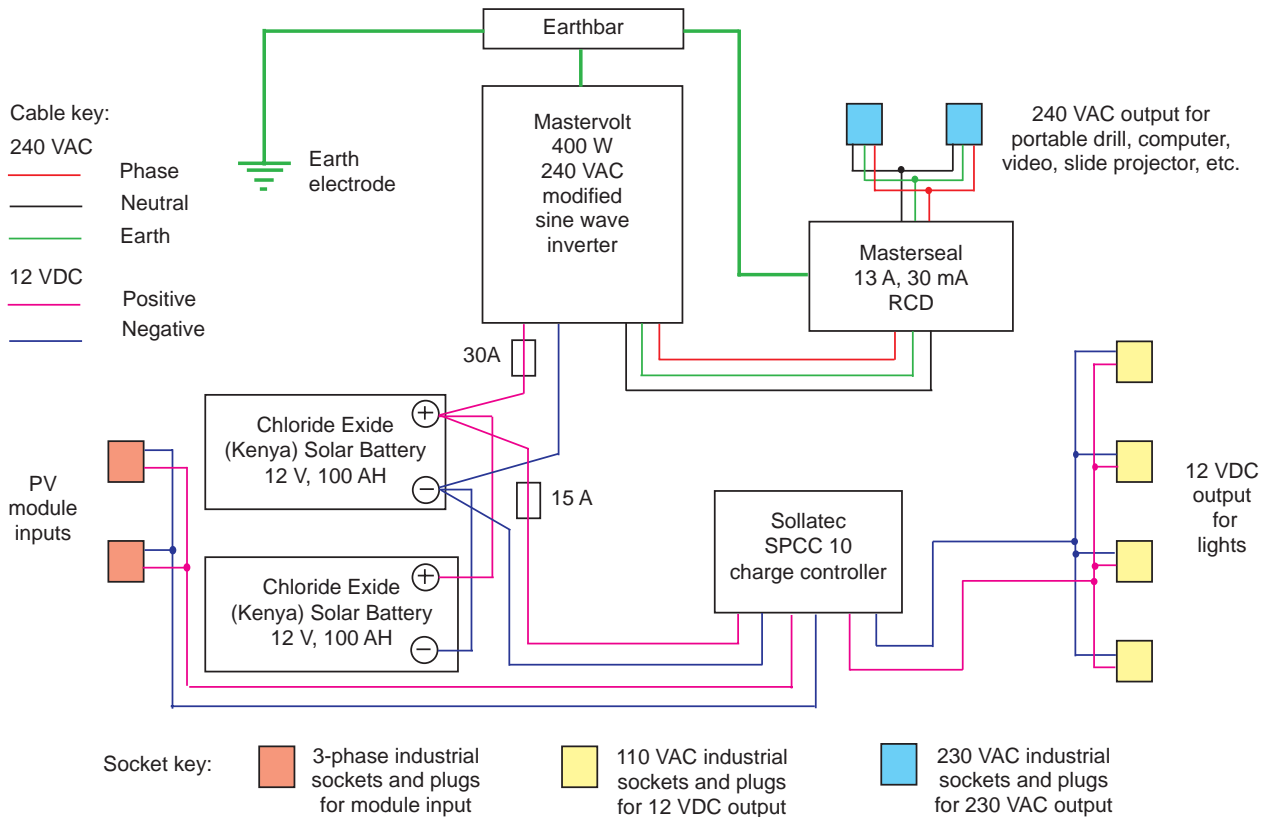 Earthbar
Cable key:
240 VAC
Phase
Neutral
Earth
12 VDC
Positive
Negative
Earth
electrode
Mastervolt
400 W
240 VAC
modified
sine wave
inverter
240 VAC output for
portable drill, computer,
video, slide projector, etc.
Masterseal
13 A, 30 mA
RCD
30A
Chloride Exide
(Kenya) Solar Battery
12 V, 100 AH
+
−
15 A
PV
module
inputs
Chloride Exide
(Kenya) Solar Battery
12 V, 100 AH
+
−
Sollatec
SPCC 10
charge controller
12 VDC
output
for
lights
Socket key:
3-phase industrial
sockets and plugs
for module input
110 VAC industrial
sockets and plugs
for 12 VDC output
230 VAC industrial
sockets and plugs
for 230 VAC output